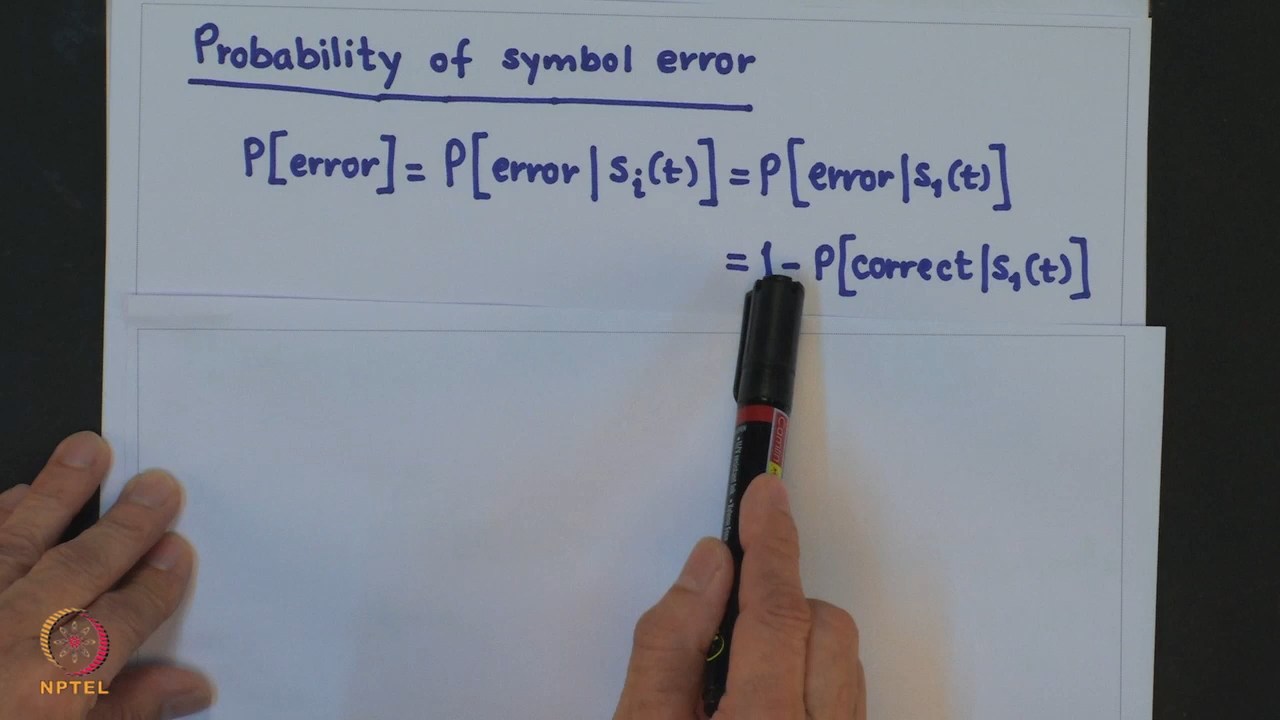 Probability of symbol error
P[error] = P[error | s_i(t)] = P[error | s_1(t)]
= 1 - P[correct | s_1(t)]
NPTEL